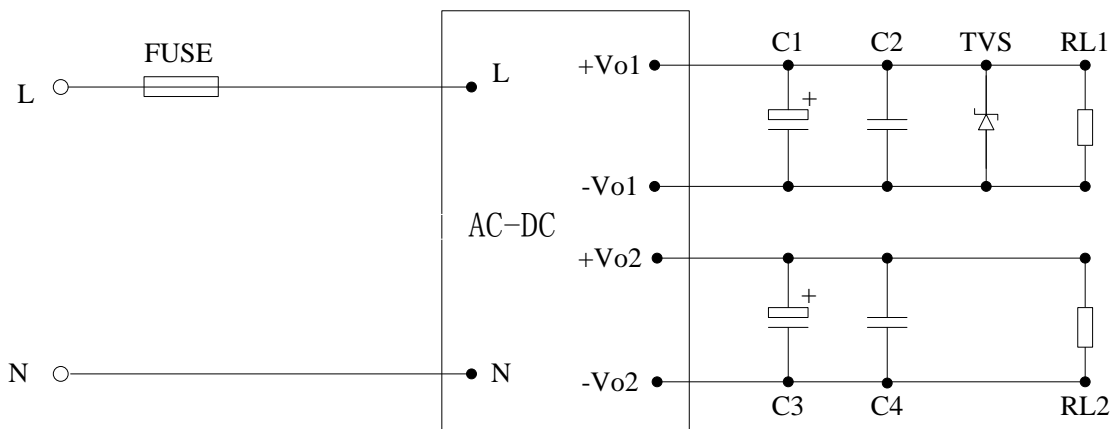 C1 C2 TVS RL1
FUSE
+Vo1
L L
+
-Vo1
AC-DC
+Vo2
+
N N
-Vo2
C3 C4 RL2